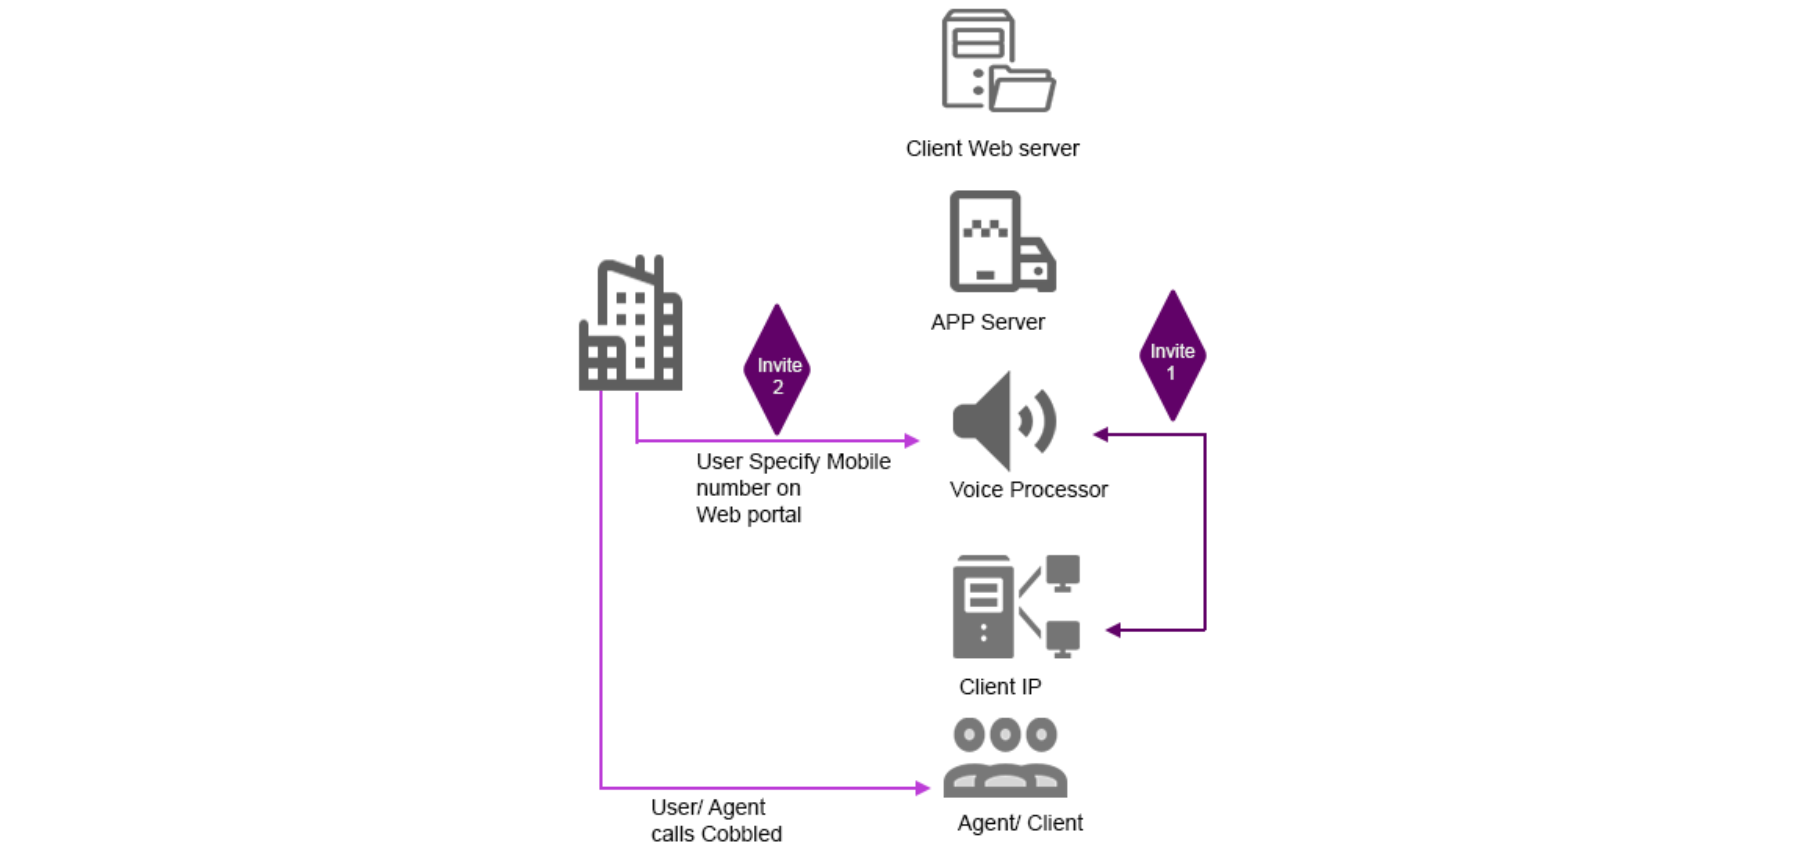 Client Web server
APP Server
Invite
1
Invite
2
User Specify Mobile
number on
Web portal
Voice Processor
Client IP
User/ Agent
calls Cobbled
Agent/ Client